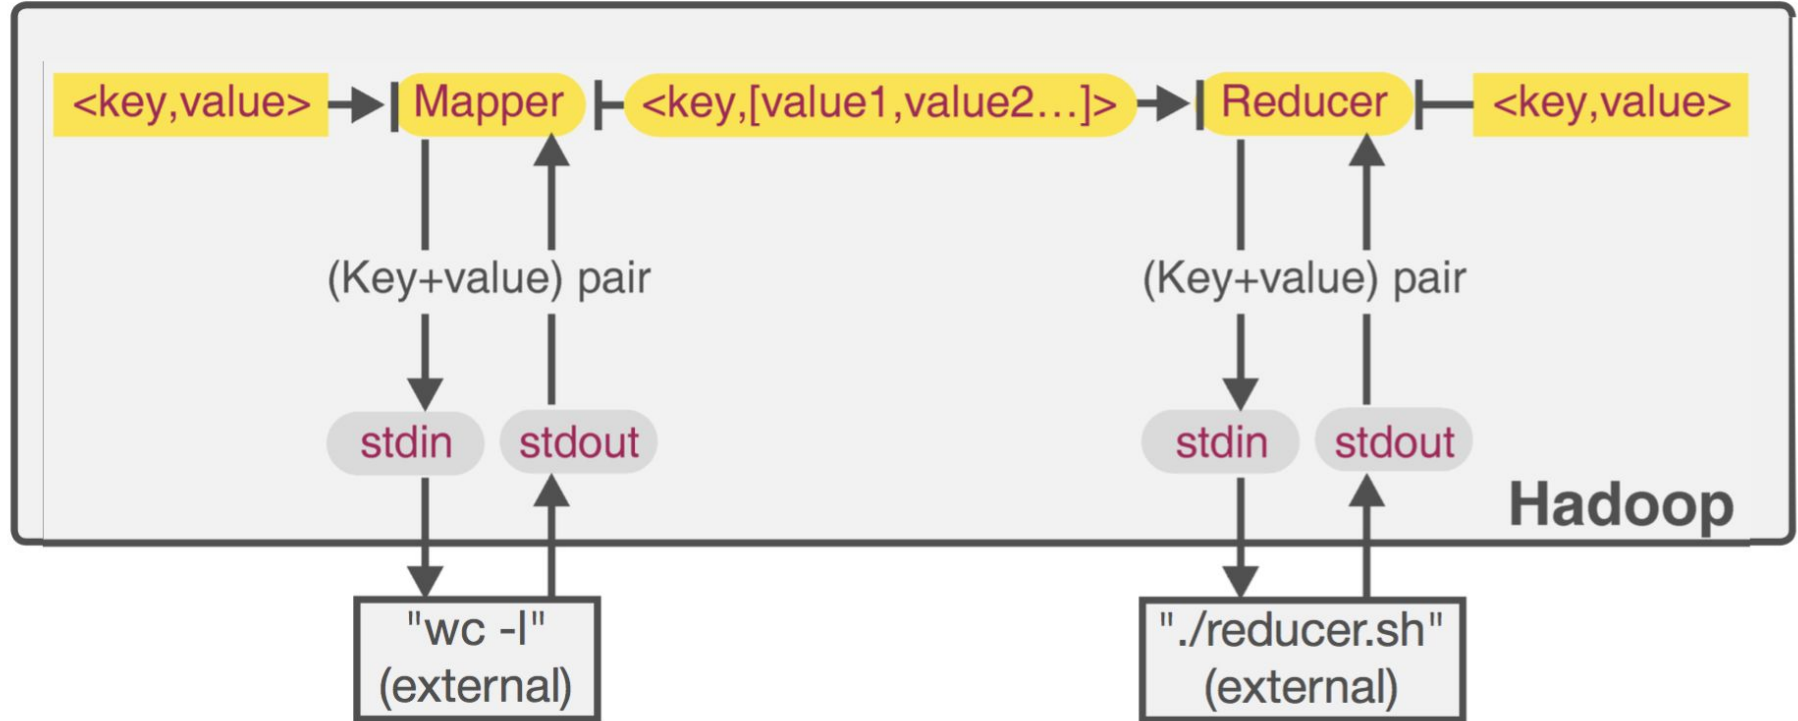 <key,value>
Mapper
<key,[value1,value2...]>
Reducer
<key,value>
(Key+value) pair
(Key+value) pair
stdin
stdout
stdin
stdout
Hadoop
"wc -l"
(external)
"./reducer.sh"
(external)